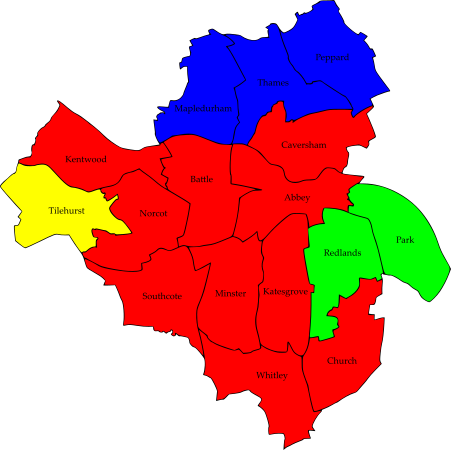 Peppard
Thames
Mapledurham
Caversham
Kentwood
Battle
Abbey
Tilehurst
Norcot
Park
Redlands
Southcote
Minster
Katesgrove
Church
Whitley